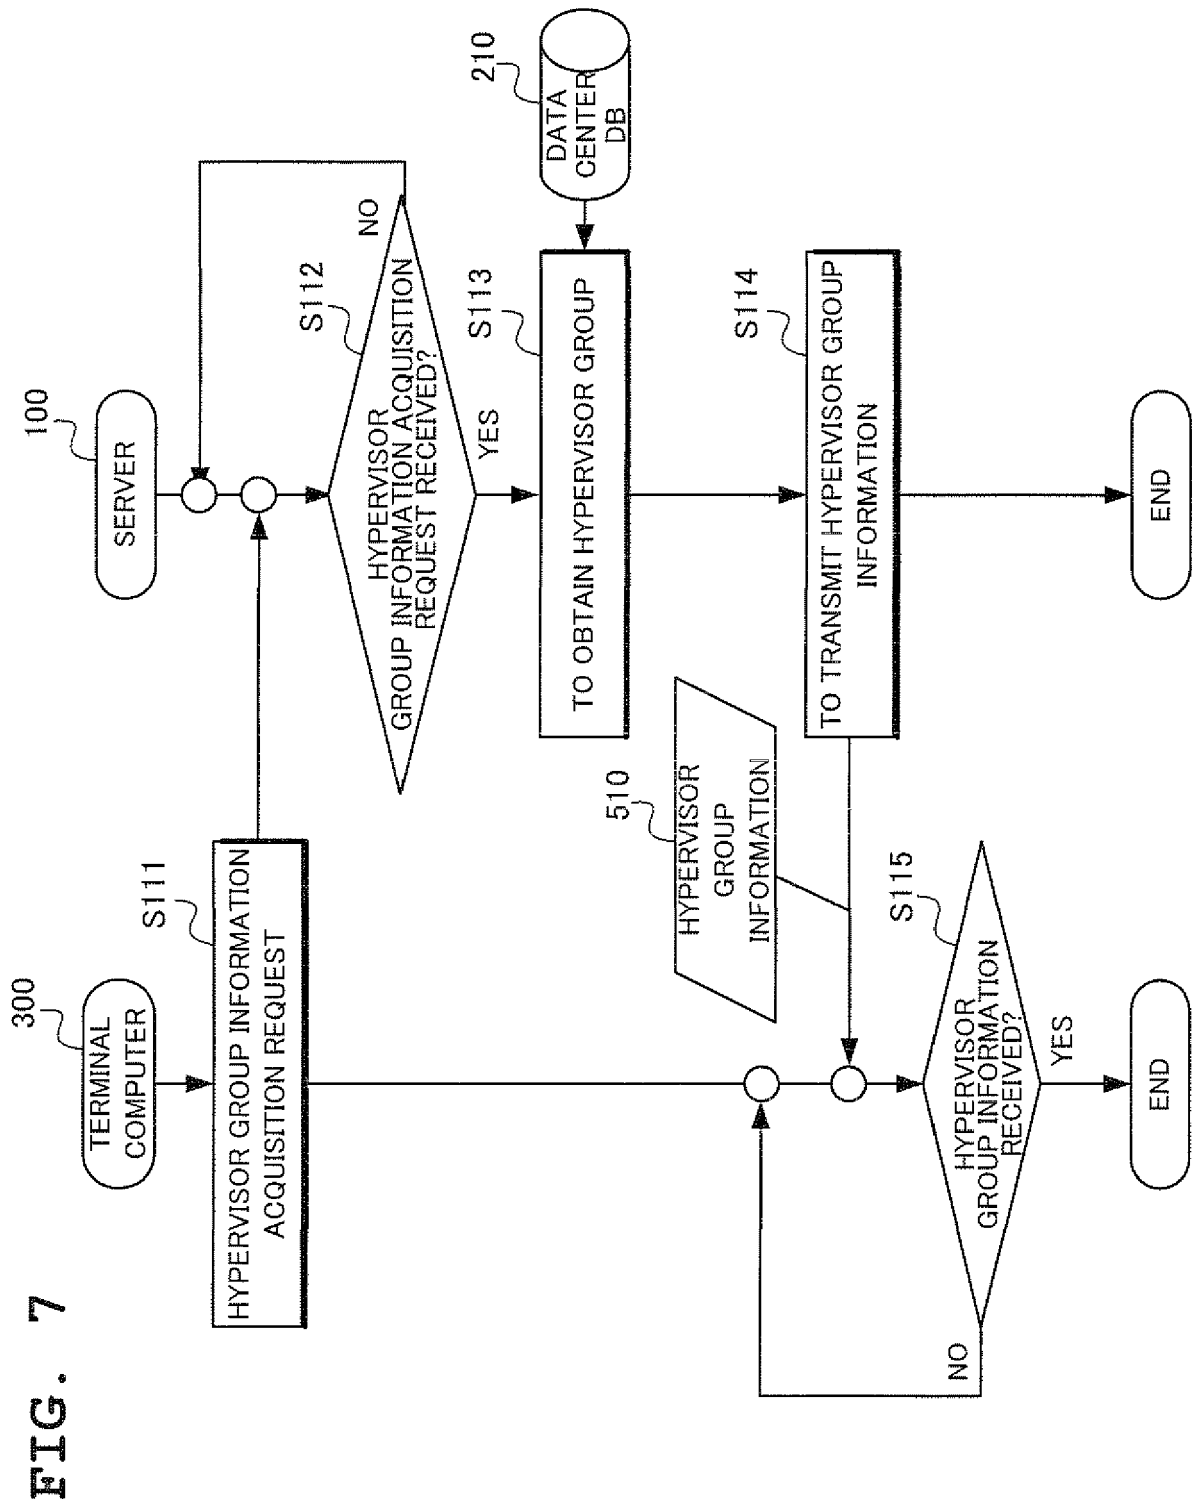 FIG. 7
300
TERMINAL
COMPUTER
S111
HYPERVISOR GROUP INFORMATION
ACQUISITION REQUEST
100
SERVER
S112
HYPERVISOR
GROUP INFORMATION ACQUISITION
REQUEST RECEIVED?
NO
YES
S113
TO OBTAIN HYPERVISOR GROUP
210
DATA
CENTER
DB
510
HYPERVISOR
GROUP
INFORMATION
S114
TO TRANSMIT HYPERVISOR GROUP
INFORMATION
S115
HYPERVISOR
GROUP INFORMATION
RECEIVED?
NO
YES
END
END